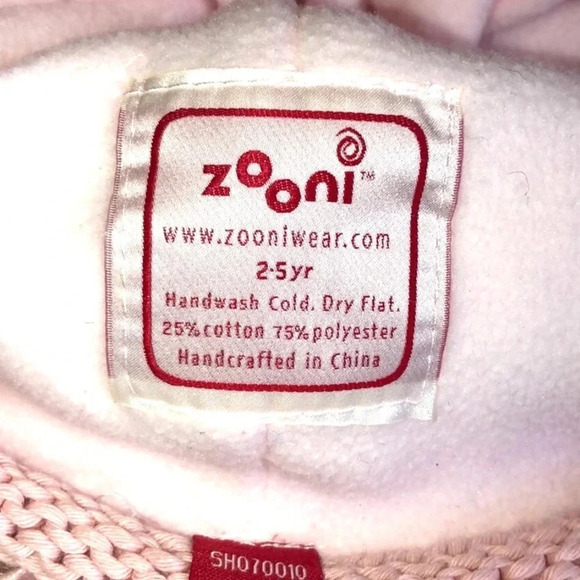 zooni™
www.zooniwear.com
2-5yr
Handwash Cold. Dry Flat.
25% cotton 75% polyester
Handcrafted in China
SH070010